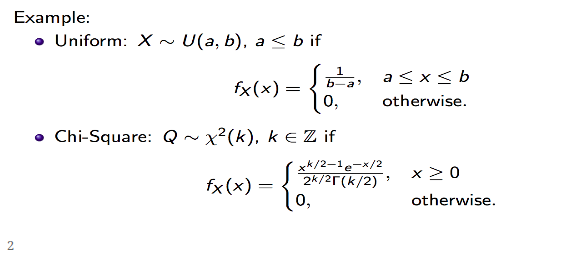 Example:
• Uniform: X ∼ U(a, b), a ≤ b if
f_X(x) = { 1/(b−a), a ≤ x ≤ b
0, otherwise.
• Chi-Square: Q ∼ χ²(k), k ∈ ℤ if
f_X(x) = { x^{k/2−1}e^{−x/2}/(2^{k/2}Γ(k/2)), x ≥ 0
0, otherwise.
2